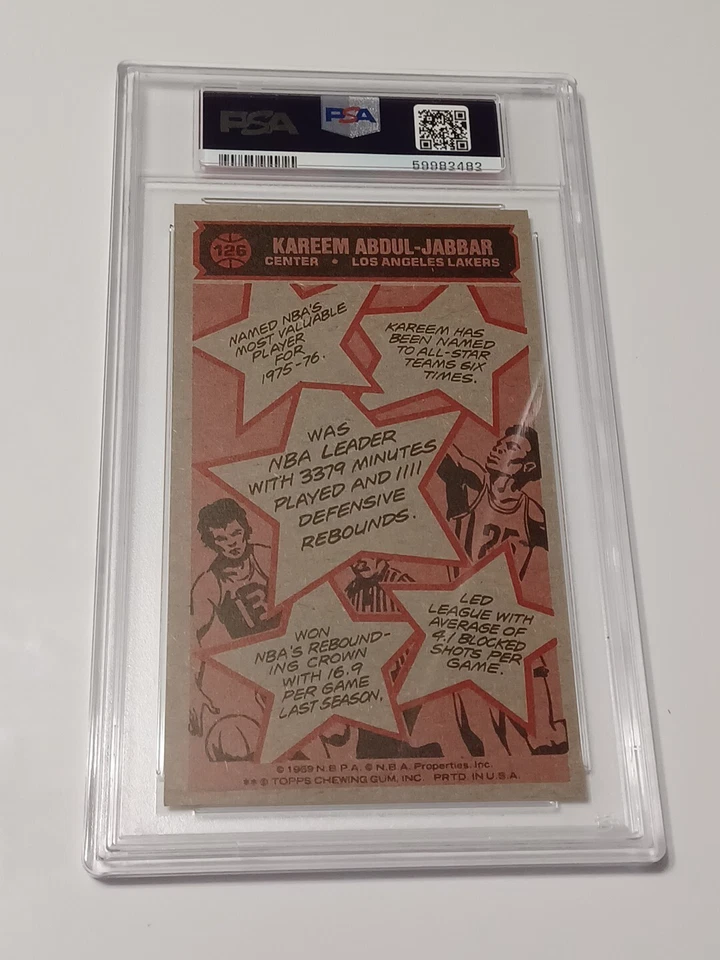 PSA
PSA
59983483
126
KAREEM ABDUL-JABBAR
CENTER • LOS ANGELES LAKERS
NAMED NBA'S
MOST VALUABLE
PLAYER
FOR
1975-76.
KAREEM HAS
BEEN NAMED
TO ALL-STAR
TEAMS SIX
TIMES.
WAS
NBA LEADER
WITH 3379 MINUTES
PLAYED AND 1111
DEFENSIVE
REBOUNDS.
25
13
WON
NBA'S REBOUND-
ING CROWN
WITH 16.9
PER GAME
LAST SEASON.
LED
LEAGUE WITH
AVERAGE OF
4.1 BLOCKED
SHOTS PER
GAME.
© 1969 N.B.P.A. © N.B.A. Properties, Inc.
** © TOPPS CHEWING GUM, INC. PRTD IN U.S.A.